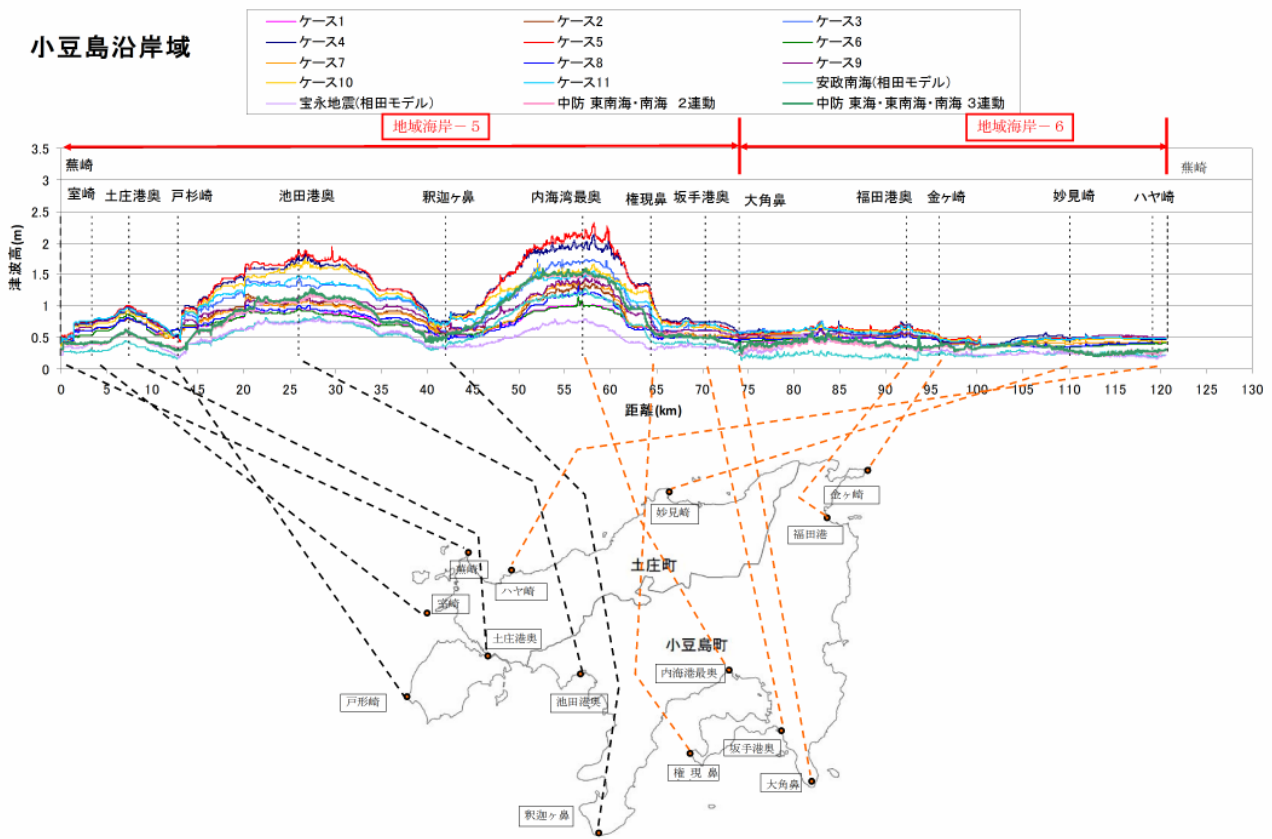 小豆島沿岸域
ケース1 ケース2 ケース3
ケース4 ケース5 ケース6
ケース7 ケース8 ケース9
ケース10 ケース11 安政南海(相田モデル)
宝永地震(相田モデル) 中防 東南海・南海 2連動 中防 東海・東南海・南海 3連動
地域海岸－5 地域海岸－6
津波高(m)
3.5
3
2.5
2
1.5
1
0.5
0
蕪崎 蕪崎
室崎 土庄港奥 戸杉崎 池田港奥 釈迦ヶ鼻 内海湾最奥 権現鼻 坂手港奥 大角鼻 福田港奥 金ヶ崎 妙見崎 ハヤ崎
0 5 10 15 20 25 30 35 40 45 50 55 60 65 70 75 80 85 90 95 100 105 110 115 120 125 130
距離(km)
金ヶ崎
妙見崎
福田港
蕪崎
土庄町
ハヤ崎
室崎
土庄港奥
小豆島町
内海港最奥
戸形崎
池田港奥
坂手港奥
権現鼻
大角鼻
釈迦ヶ鼻